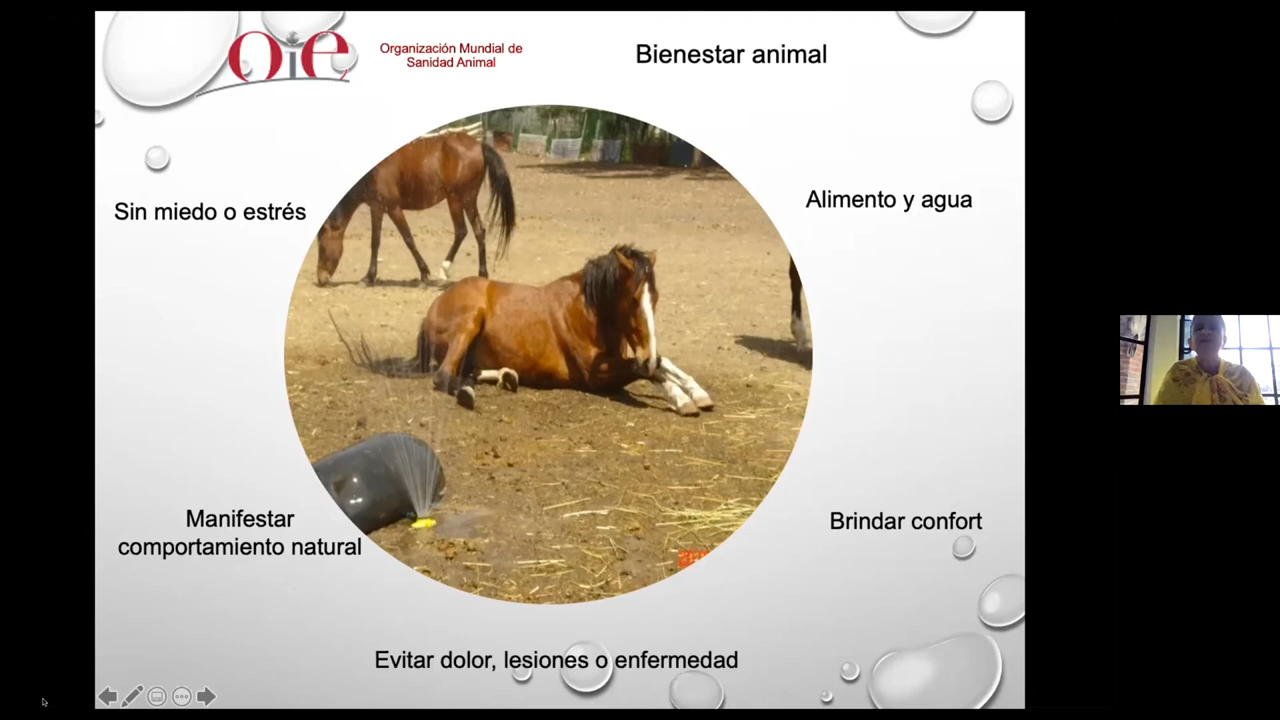 oie
Organización Mundial de
Sanidad Animal
Bienestar animal
Sin miedo o estrés
Alimento y agua
Manifestar
comportamiento natural
Brindar confort
Evitar dolor, lesiones o enfermedad